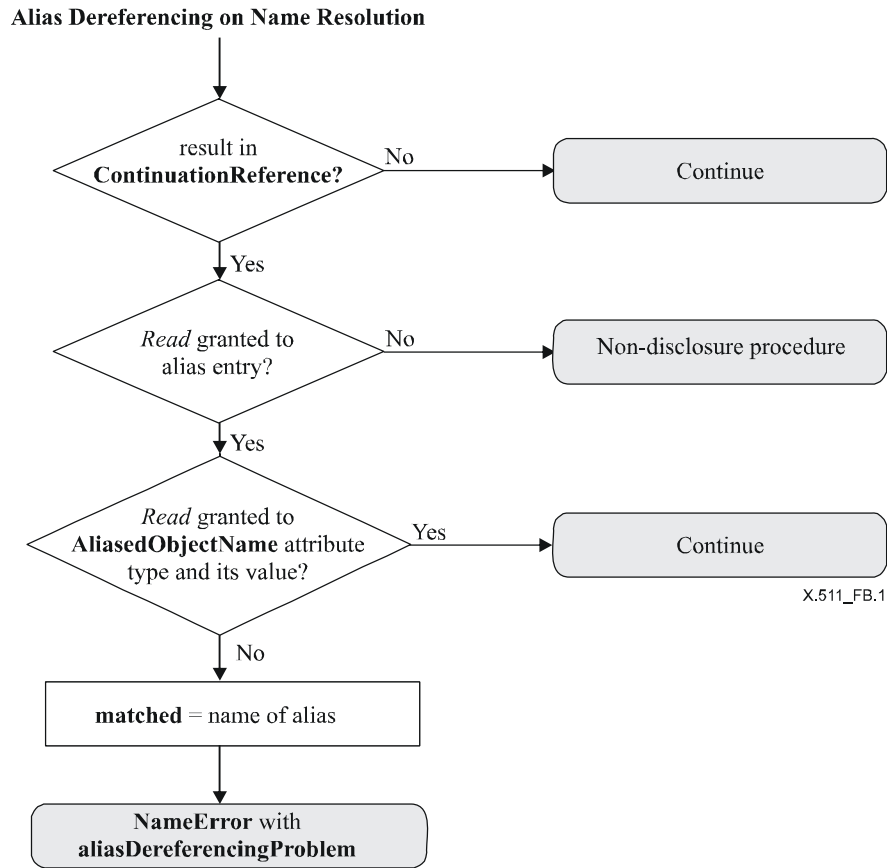 Alias Dereferencing on Name Resolution
result in
ContinuationReference?
No
Continue
Yes
Read granted to
alias entry?
No
Non-disclosure procedure
Yes
Read granted to
AliasedObjectName attribute
type and its value?
Yes
Continue
X.511_FB.1
No
matched = name of alias
NameError with
aliasDereferencingProblem